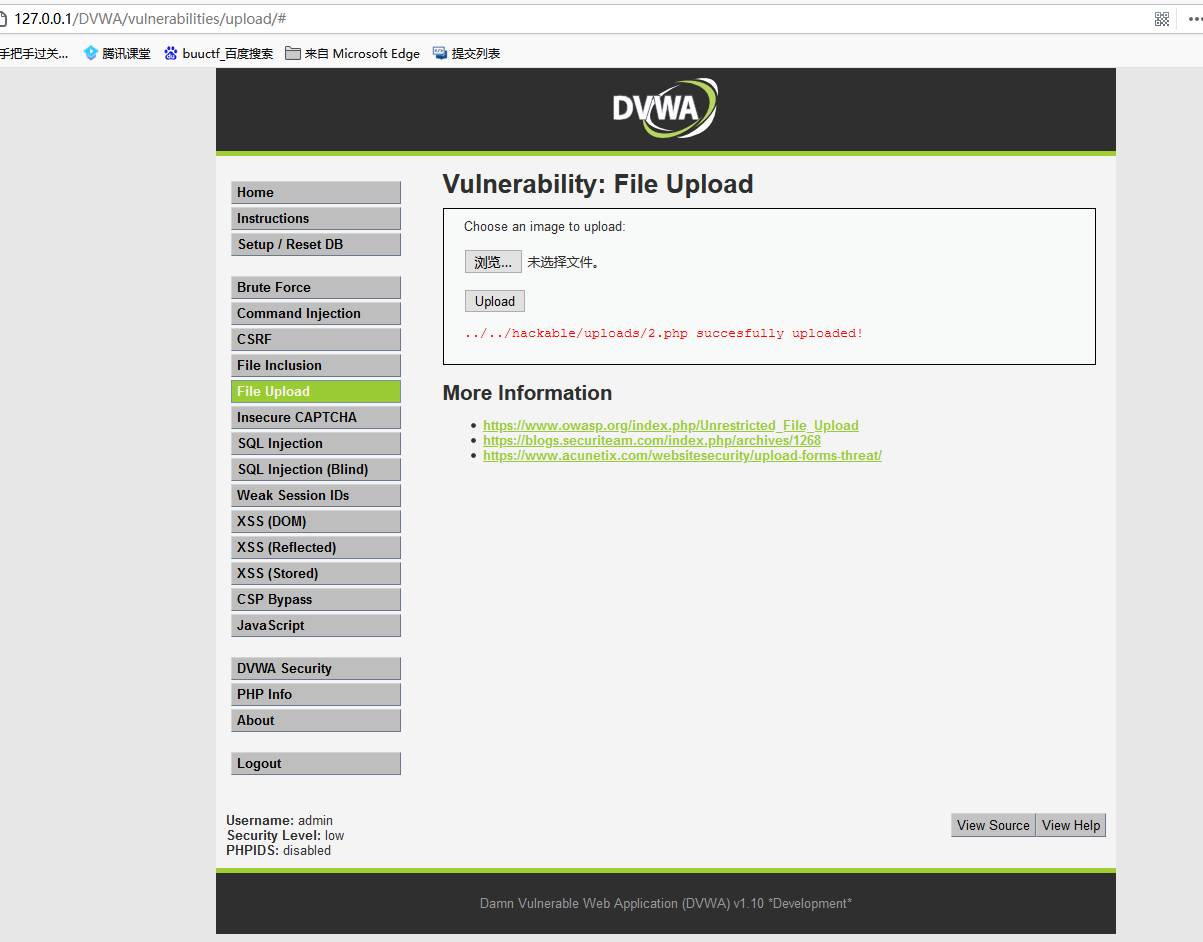 127.0.0.1/DVWA/vulnerabilities/upload/#
手把手过关... 腾讯课堂 buuctf_百度搜索 来自 Microsoft Edge 提交列表
DVWA
Vulnerability: File Upload
Home
Instructions
Setup / Reset DB
Brute Force
Command Injection
CSRF
File Inclusion
File Upload
Insecure CAPTCHA
SQL Injection
SQL Injection (Blind)
Weak Session IDs
XSS (DOM)
XSS (Reflected)
XSS (Stored)
CSP Bypass
JavaScript
DVWA Security
PHP Info
About
Logout
Choose an image to upload:
浏览... 未选择文件。
Upload
../../hackable/uploads/2.php succesfully uploaded!
More Information
https://www.owasp.org/index.php/Unrestricted_File_Upload
https://blogs.securiteam.com/index.php/archives/1268
https://www.acunetix.com/websitesecurity/upload-forms-threat/
Username: admin
Security Level: low
PHPIDS: disabled
View Source View Help
Damn Vulnerable Web Application (DVWA) v1.10 *Development*